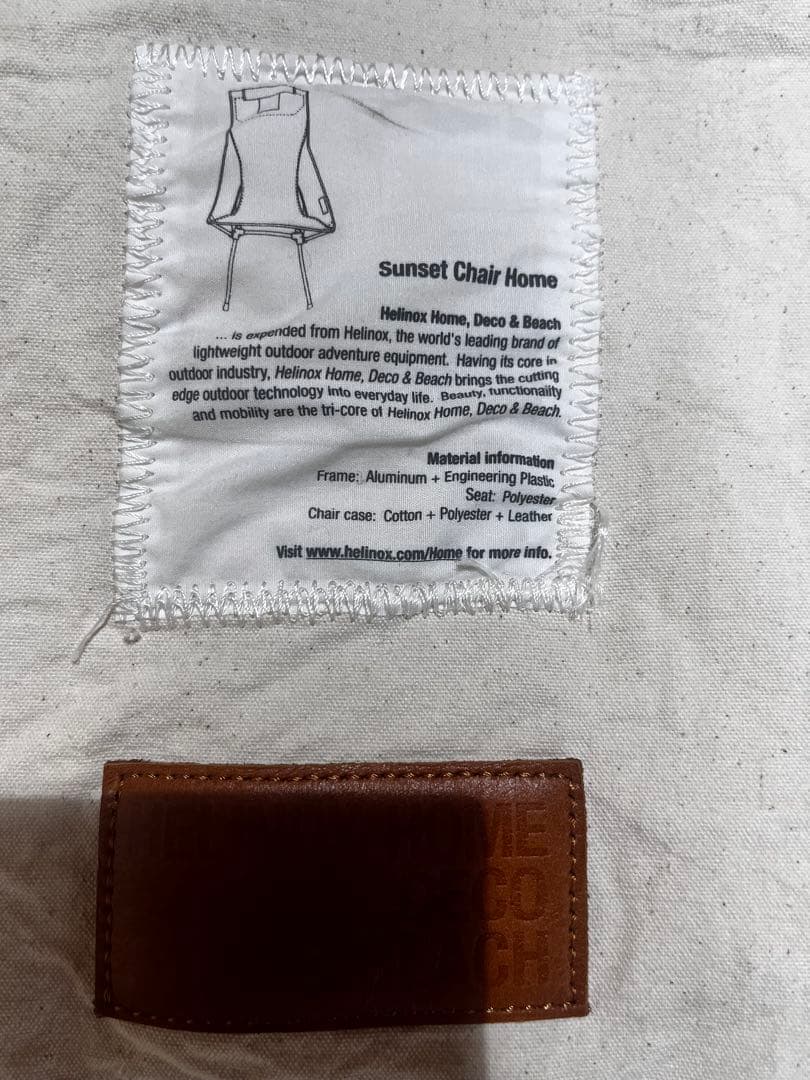 Sunset Chair Home
Helinox Home, Deco & Beach
... is expended from Helinox, the world's leading brand of
lightweight outdoor adventure equipment. Having its core in
outdoor industry, Helinox Home, Deco & Beach brings the cutting
edge outdoor technology into everyday life. Beauty, functionality
and mobility are the tri-core of Helinox Home, Deco & Beach.
Material information
Frame: Aluminum + Engineering Plastic
Seat: Polyester
Chair case: Cotton + Polyester + Leather
Visit www.helinox.com/Home for more info.
HOME